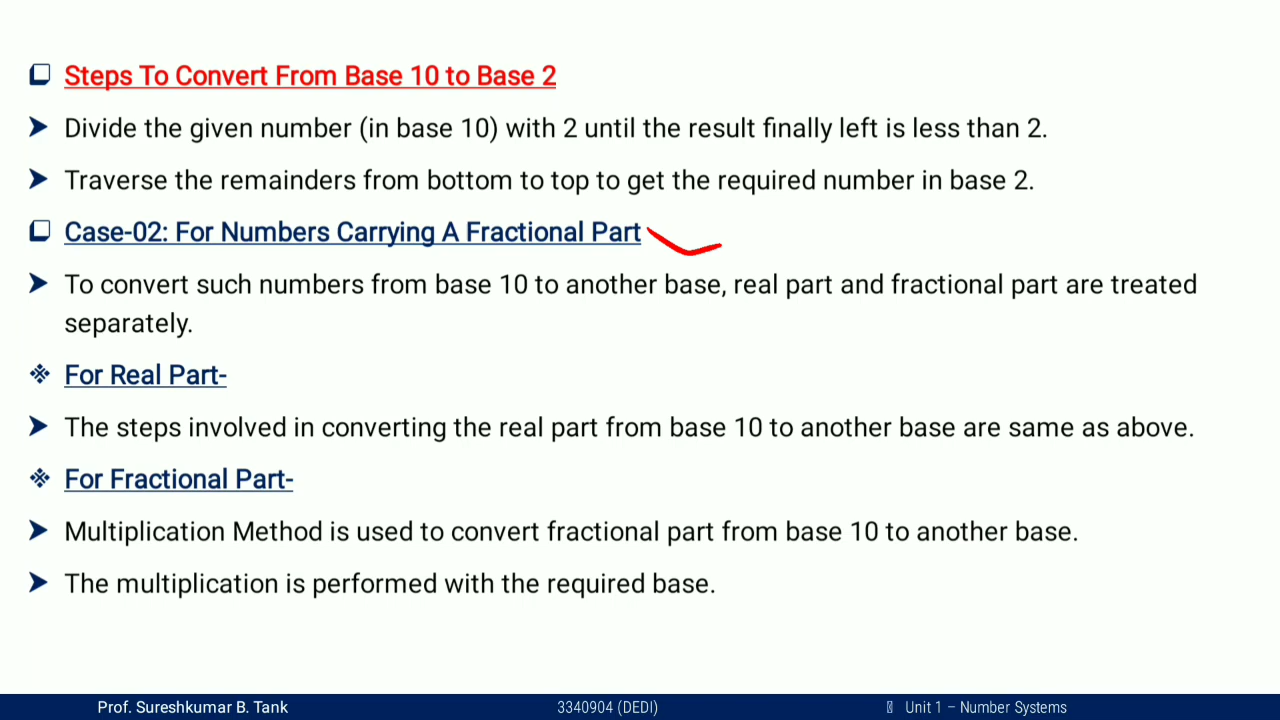 Steps To Convert From Base 10 to Base 2
Divide the given number (in base 10) with 2 until the result finally left is less than 2.
Traverse the remainders from bottom to top to get the required number in base 2.
Case-02: For Numbers Carrying A Fractional Part
To convert such numbers from base 10 to another base, real part and fractional part are treated
separately.
For Real Part-
The steps involved in converting the real part from base 10 to another base are same as above.
For Fractional Part-
Multiplication Method is used to convert fractional part from base 10 to another base.
The multiplication is performed with the required base.
Prof. Sureshkumar B. Tank 3340904 (DEDI) Unit 1 – Number Systems